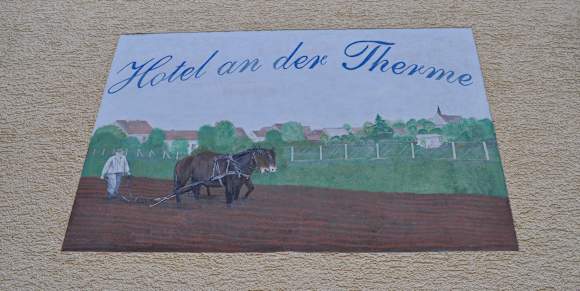 Hotel an der Therme